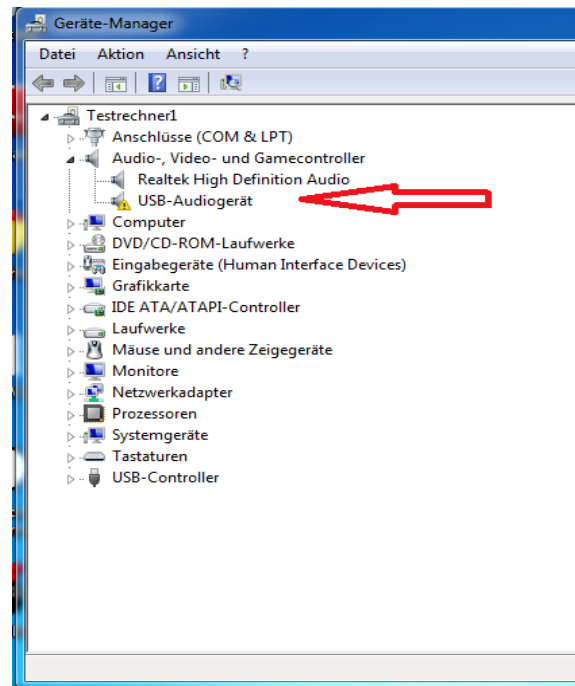 Geräte-Manager
Datei Aktion Ansicht ?
Testrechner1
Anschlüsse (COM & LPT)
Audio-, Video- und Gamecontroller
Realtek High Definition Audio
USB-Audiogerät
Computer
DVD/CD-ROM-Laufwerke
Eingabegeräte (Human Interface Devices)
Grafikkarte
IDE ATA/ATAPI-Controller
Laufwerke
Mäuse und andere Zeigegeräte
Monitore
Netzwerkadapter
Prozessoren
Systemgeräte
Tastaturen
USB-Controller